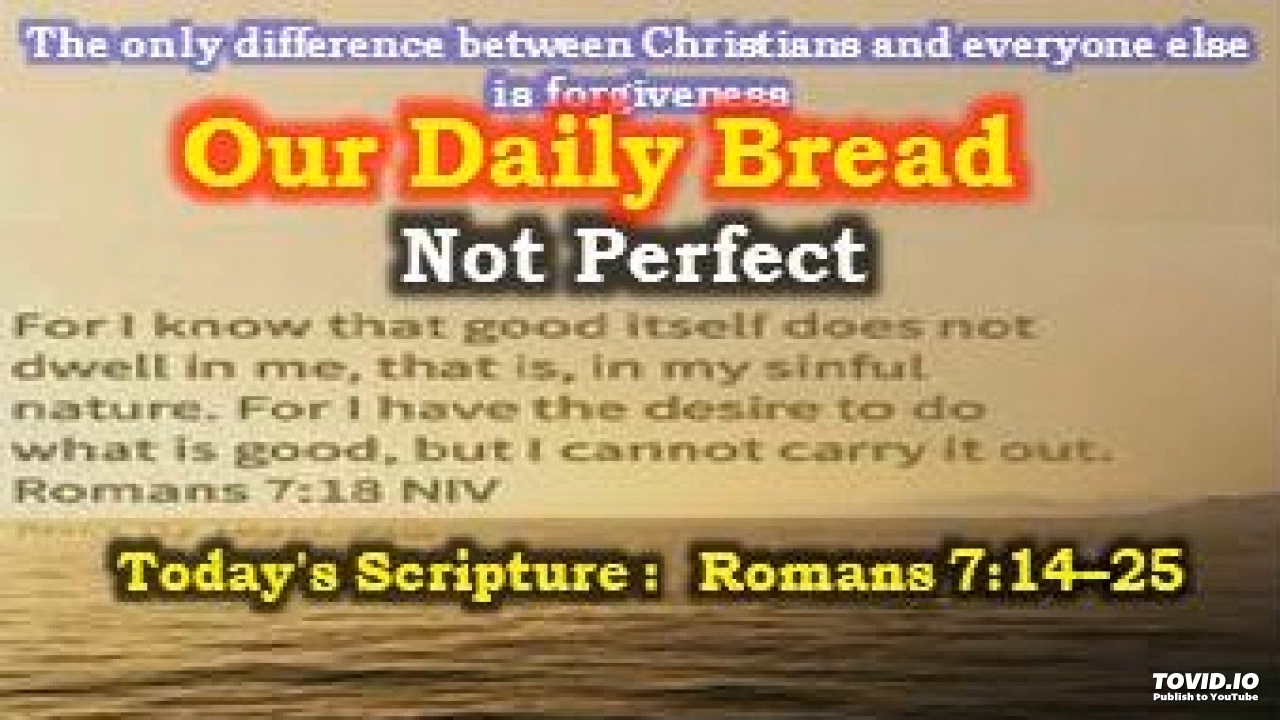 The only difference between Christians and everyone else
is forgiveness
Our Daily Bread
Not Perfect
For I know that good itself does not
dwell in me, that is, in my sinful
nature. For I have the desire to do
what is good, but I cannot carry it out.
Romans 7:18 NIV
Today's Scripture : Romans 7:14–25
TOVID.IO
Publish to YouTube